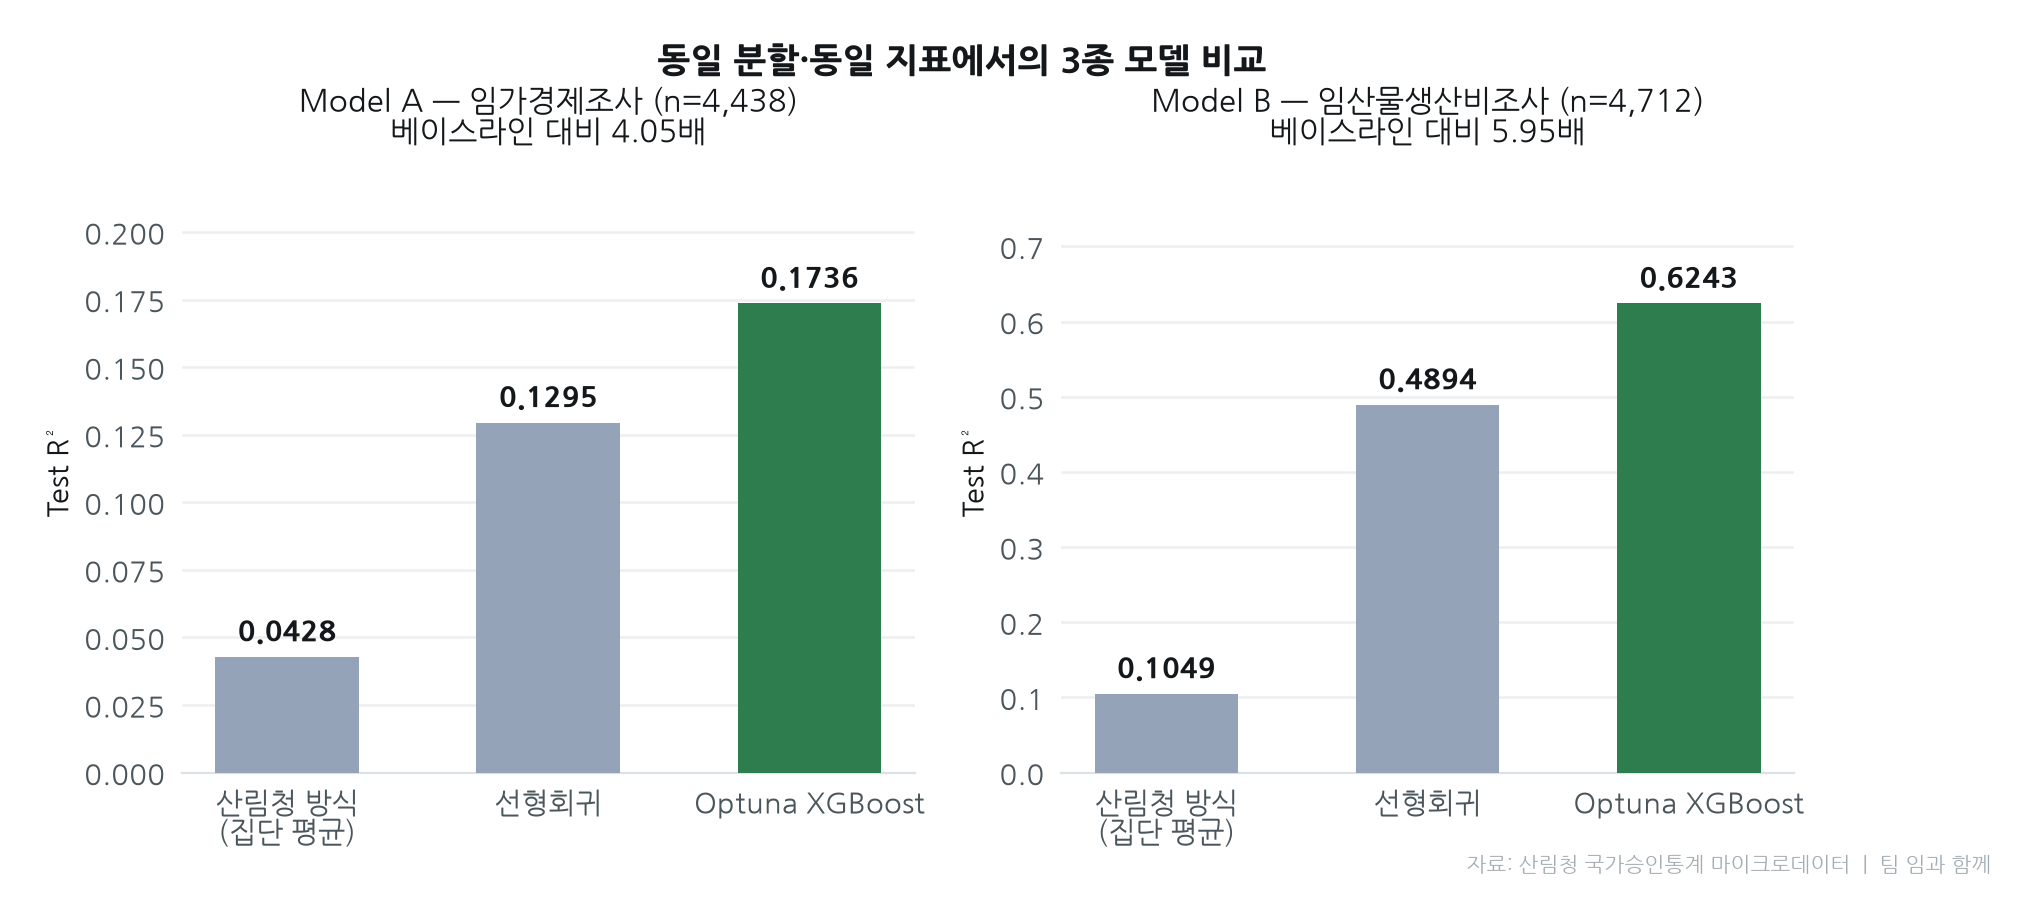 동일 분할·동일 지표에서의 3종 모델 비교
Model A — 임가경제조사 (n=4,438)
베이스라인 대비 4.05배
Test R²
0.200
0.175
0.150
0.125
0.100
0.075
0.050
0.025
0.000
0.0428
0.1295
0.1736
산림청 방식
(집단 평균)
선형회귀
Optuna XGBoost
Model B — 임산물생산비조사 (n=4,712)
베이스라인 대비 5.95배
Test R²
0.7
0.6
0.5
0.4
0.3
0.2
0.1
0.0
0.1049
0.4894
0.6243
산림청 방식
(집단 평균)
선형회귀
Optuna XGBoost
자료: 산림청 국가승인통계 마이크로데이터 | 팀 임과 함께